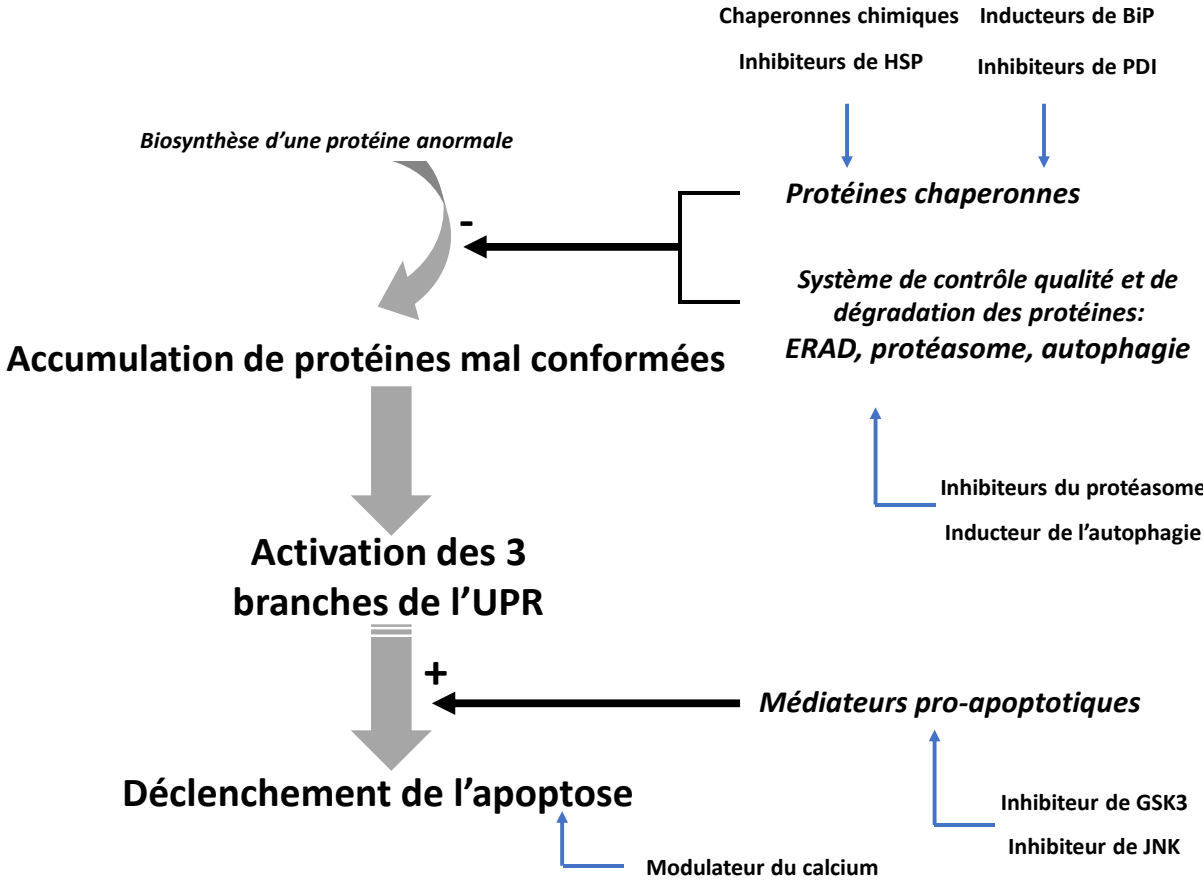 Chaperonnes chimiques
Inducteurs de BiP
Inhibiteurs de HSP
Inhibiteurs de PDI
Biosynthèse d’une protéine anormale
Protéines chaperonnes
-
Système de contrôle qualité et de
dégradation des protéines:
ERAD, protéasome, autophagie
Accumulation de protéines mal conformées
Inhibiteurs du protéasome
Inducteur de l’autophagie
Activation des 3
branches de l’UPR
+
Médiateurs pro-apoptotiques
Déclenchement de l’apoptose
Inhibiteur de GSK3
Inhibiteur de JNK
Modulateur du calcium